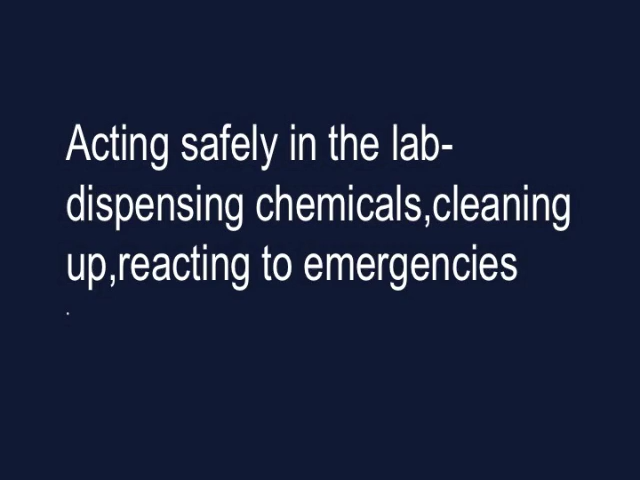 Acting safely in the lab-
dispensing chemicals,cleaning
up,reacting to emergencies
.